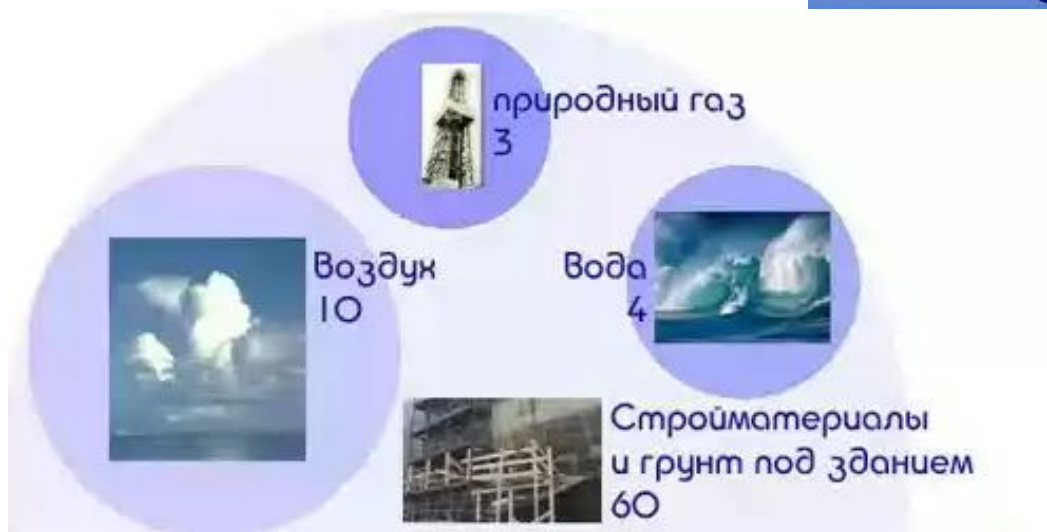 природный газ
3
воздух
10
вода
4
Стройматериалы
и грунт под зданием
60